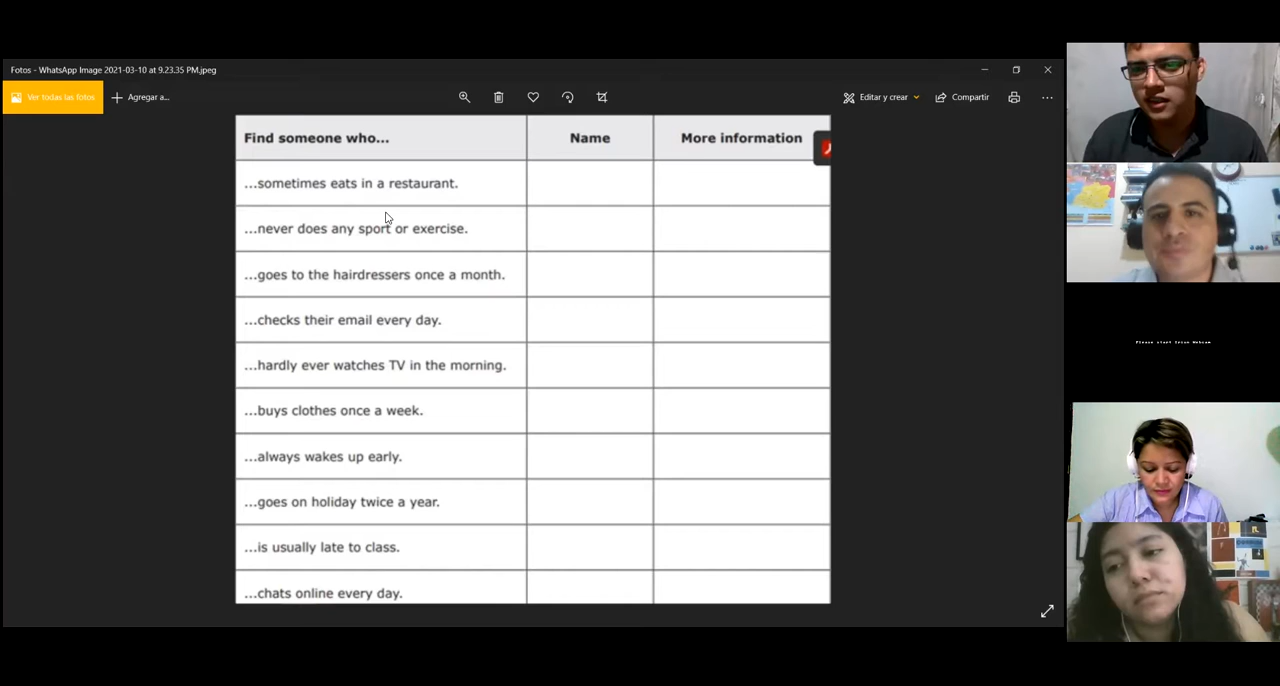 Fotos - WhatsApp Image 2021-03-10 at 9.23.35 PM.jpeg
Ver todas las fotos
Agregar a...
Editar y crear
Compartir
Find someone who... Name More information
...sometimes eats in a restaurant.
...never does any sport or exercise.
...goes to the hairdressers once a month.
...checks their email every day.
...hardly ever watches TV in the morning.
...buys clothes once a week.
...always wakes up early.
...goes on holiday twice a year.
...is usually late to class.
...chats online every day.
Please start Iriun Webcam